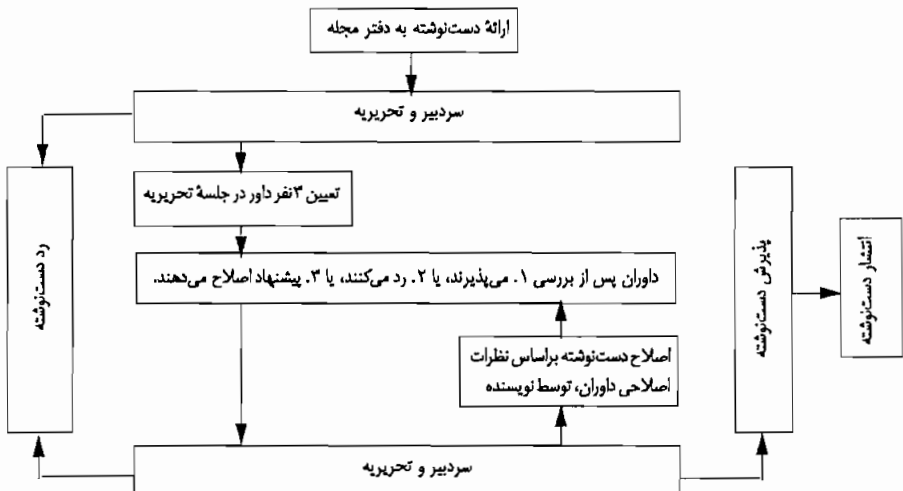 ارائهٔ دست‌نوشته به دفتر مجله
سردبیر و تحریریه
تعیین ۳ نفر داور در جلسهٔ تحریریه
داوران پس از بررسی ۱. می‌پذیرند، یا ۲. رد می‌کنند، یا ۳. پیشنهاد اصلاح می‌دهند.
اصلاح دست‌نوشته براساس نظرات
اصلاحی داوران، توسط نویسنده
سردبیر و تحریریه
رد دست‌نوشته
پذیرش دست‌نوشته
انتشار دست‌نوشته